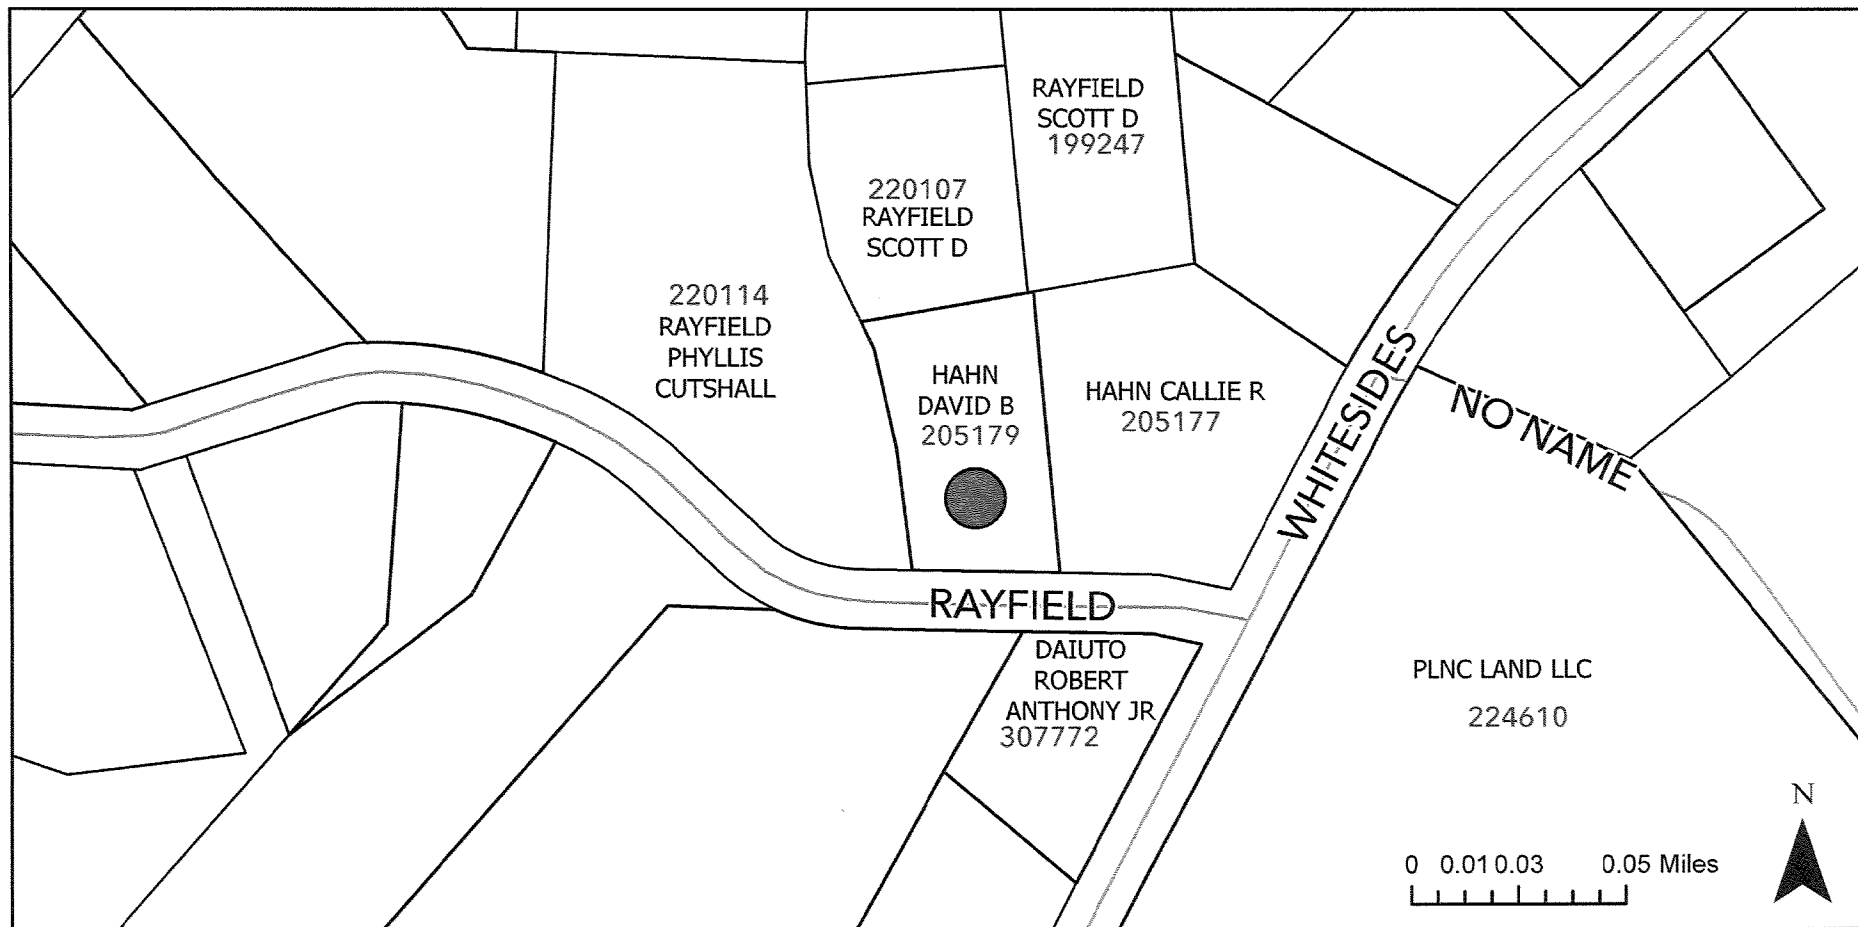 RAYFIELD
SCOTT D
199247
220107
RAYFIELD
SCOTT D
220114
RAYFIELD
PHYLLIS
CUTSHALL
HAHN
DAVID B
205179
HAHN CALLIE R
205177
WHITESIDES
NO NAME
RAYFIELD
DAIUTO
ROBERT
ANTHONY JR
307772
PLNC LAND LLC
224610
N
0 0.01 0.03 0.05 Miles